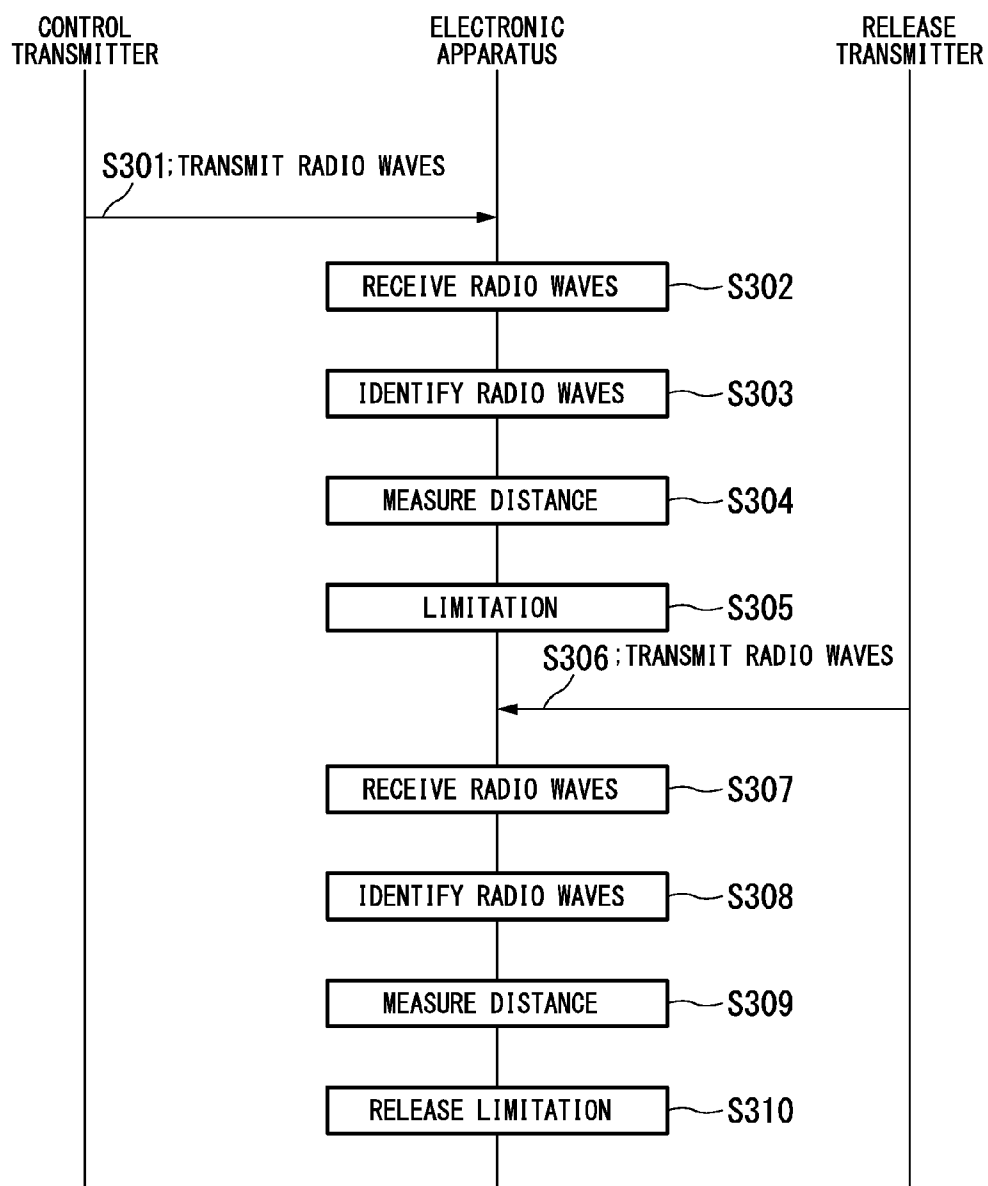 CONTROL
TRANSMITTER
ELECTRONIC
APPARATUS
RELEASE
TRANSMITTER
S301;TRANSMIT RADIO WAVES
RECEIVE RADIO WAVES
S302
IDENTIFY RADIO WAVES
S303
MEASURE DISTANCE
S304
LIMITATION
S305
S306;TRANSMIT RADIO WAVES
RECEIVE RADIO WAVES
S307
IDENTIFY RADIO WAVES
S308
MEASURE DISTANCE
S309
RELEASE LIMITATION
S310